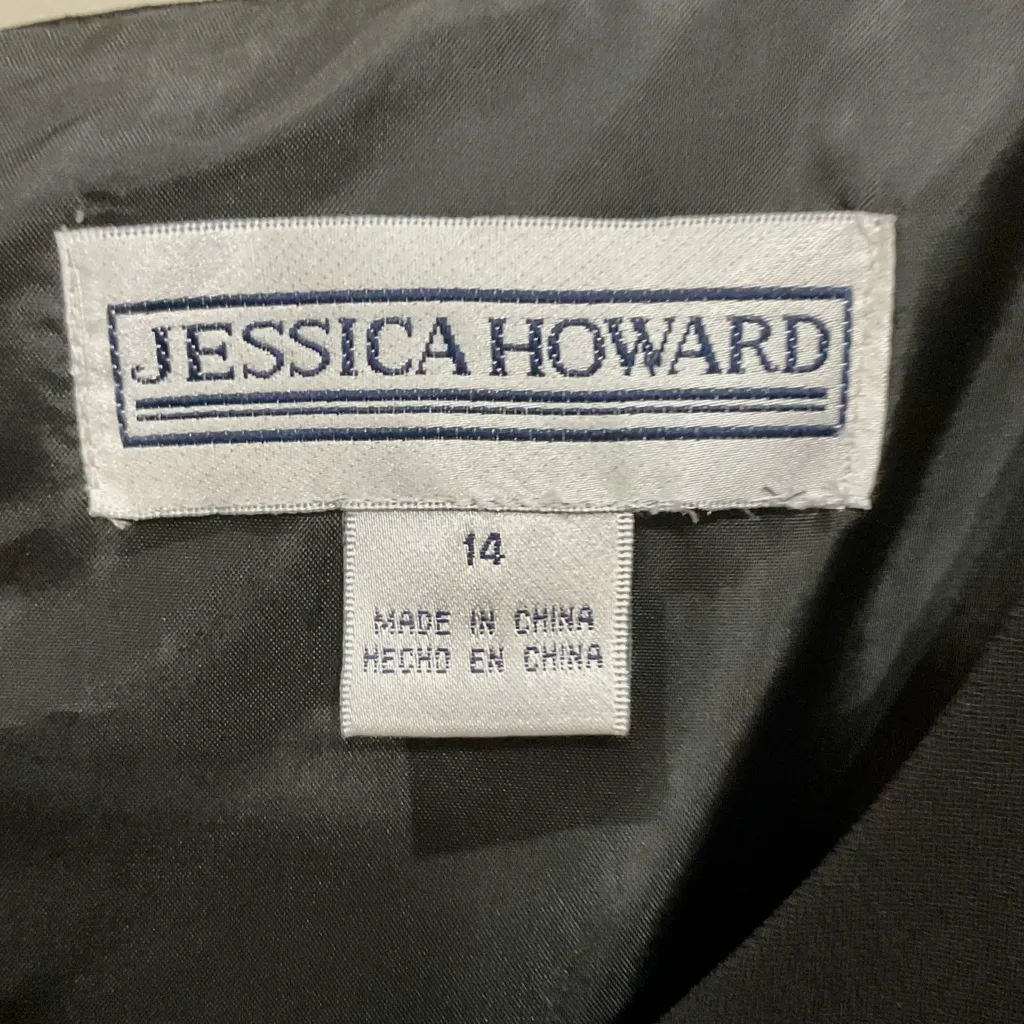 JESSICA HOWARD
14
MADE IN CHINA
HECHO EN CHINA